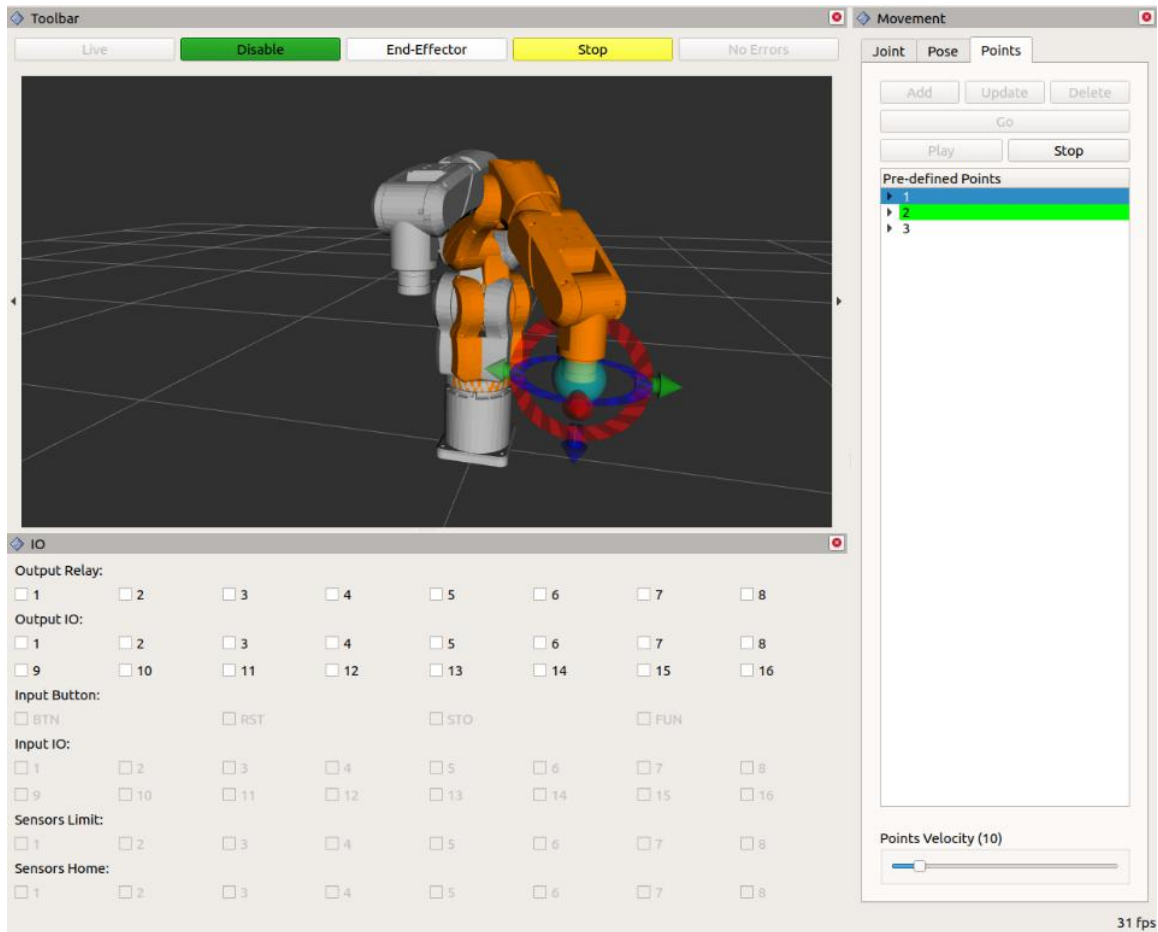 Toolbar
Live Disable End-Effector Stop No Errors
Movement
Joint Pose Points
Add Update Delete
Go
Play Stop
Pre-defined Points
1
2
3
Points Velocity (10)
IO
Output Relay:
1 2 3 4 5 6 7 8
Output IO:
1 2 3 4 5 6 7 8
9 10 11 12 13 14 15 16
Input Button:
BTN RST STO FUN
Input IO:
1 2 3 4 5 6 7 8
9 10 11 12 13 14 15 16
Sensors Limit:
1 2 3 4 5 6 7 8
Sensors Home:
1 2 3 4 5 6 7 8
31 fps